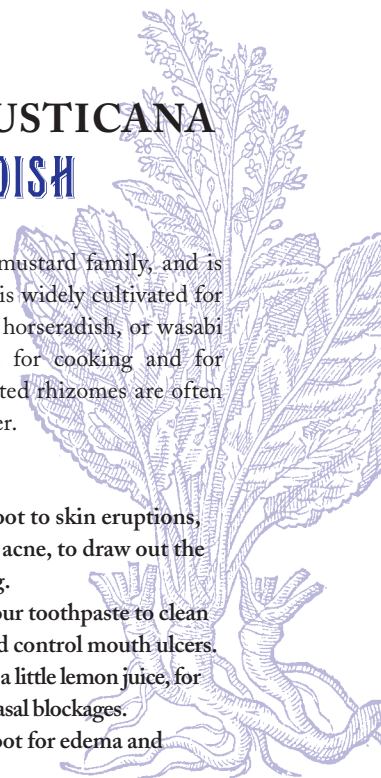 USTICANA
DISH
mustard family, and is
is widely cultivated for
horseradish, or wasabi
for cooking and for
ted rhizomes are often
er.
oot to skin eruptions,
acne, to draw out the
g.
our toothpaste to clean
d control mouth ulcers.
a little lemon juice, for
asal blockages.
oot for edema and